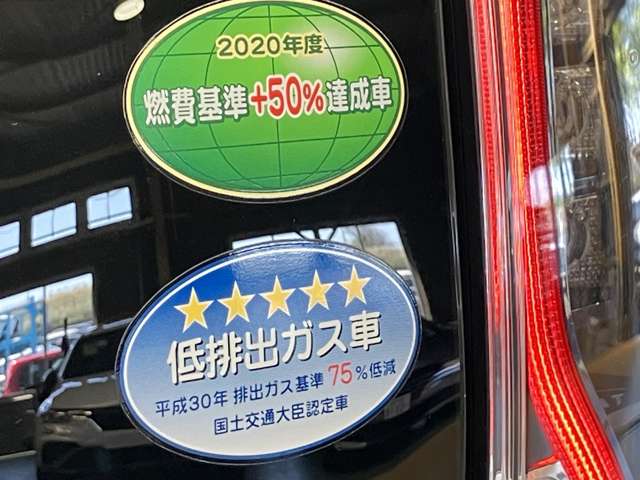 2020年度
燃費基準+50%達成車
低排出ガス車
平成30年排出ガス基準75%低減
国土交通大臣認定車